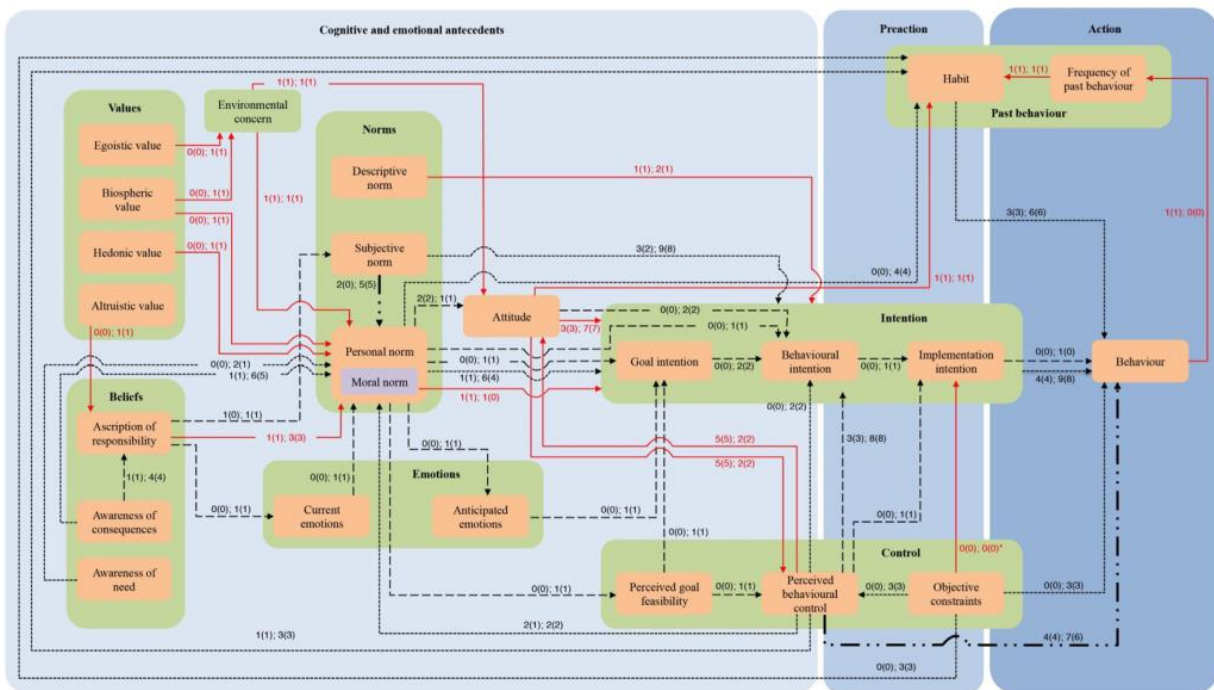 Cognitive and emotional antecedents
Preaction
Action
Values
Egoistic value
Biospheric
value
Hedonic value
Altruistic value
Environmental
concern
Norms
Descriptive
norm
Subjective
norm
Personal norm
Moral norm
Attitude
Habit
Frequency of
past behaviour
Past behaviour
Intention
Goal intention
Behavioural
intention
Implementation
intention
Behaviour
Beliefs
Ascription of
responsibility
Awareness of
consequences
Awareness of
need
Emotions
Current
emotions
Anticipated
emotions
Control
Perceived goal
feasibility
Perceived
behavioural
control
Objective
constraints
1(1); 1(1)
1(1); 1(1)
0(0); 1(1)
0(0); 1(1)
0(0); 1(1)
0(0); 1(1)
1(1); 1(1)
1(1); 2(1)
3(3); 6(6)
1(1); 0(0)
3(2); 9(8)
0(0); 4(4)
1(1); 1(1)
2(0); 5(5)
2(2); 1(1)
0(0); 2(2)
3(3); 7(7)
0(0); 1(1)
0(0); 1(1)
0(0); 1(1)
0(0); 2(1)
1(1); 6(5)
1(1); 6(4)
1(1); 1(0)
0(0); 2(2)
0(0); 1(1)
0(0); 1(0)
4(4); 9(8)
0(0); 2(2)
1(0); 1(1)
1(1); 3(3)
0(0); 1(1)
5(5); 2(2)
5(5); 2(2)
3(3); 8(8)
1(1); 4(4)
0(0); 1(1)
0(0); 1(1)
0(0); 1(1)
0(0); 1(1)
0(0); 1(1)
0(0); 0(0)*
0(0); 1(1)
0(0); 1(1)
0(0); 3(3)
0(0); 3(3)
2(1); 2(2)
1(1); 3(3)
4(4); 7(6)
0(0); 3(3)